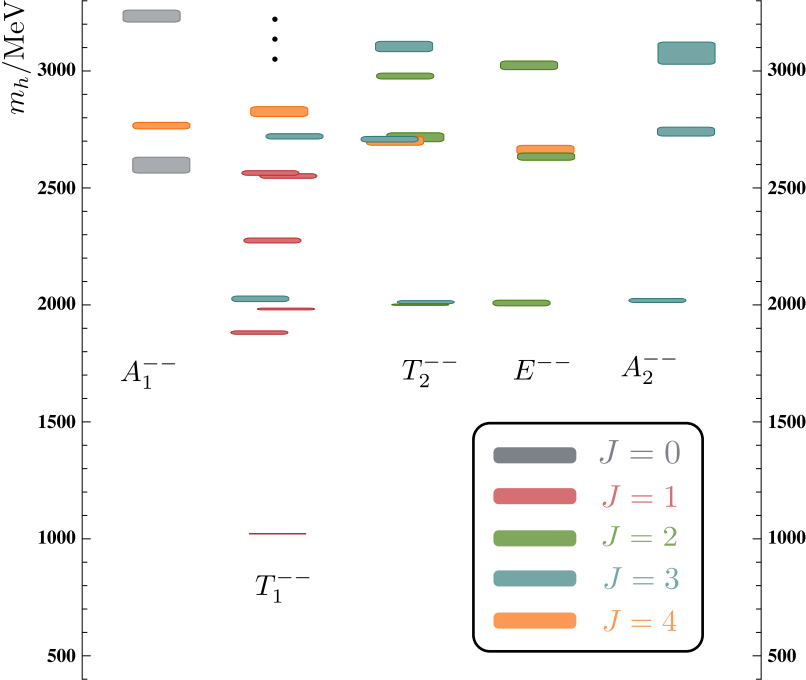 m_h/MeV
3000 3000
2500 2500
2000 2000
A_1^{--} T_2^{--} E^{--} A_2^{--}
1500 1500
J = 0
J = 1
1000 J = 2 1000
T_1^{--} J = 3
J = 4
500 500